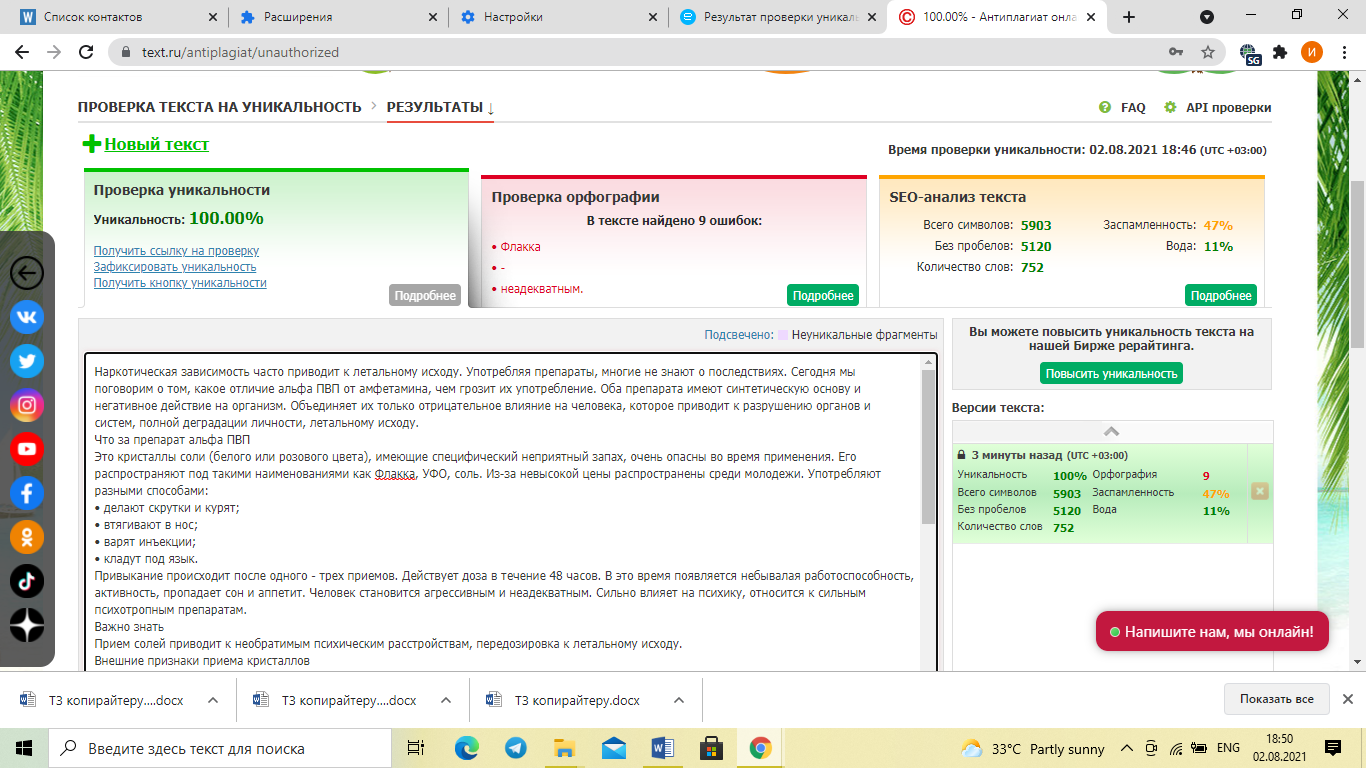 Список контактов
Расширения
Настройки
Результат проверки уникаль
100.00% - Антиплагиат онла
text.ru/antiplagiat/unauthorized
SG
И
ПРОВЕРКА ТЕКСТА НА УНИКАЛЬНОСТЬ > РЕЗУЛЬТАТЫ ↓
FAQ
API проверки
Новый текст
Время проверки уникальности: 02.08.2021 18:46 (UTC +03:00)
Проверка уникальности
Уникальность: 100.00%
Получить ссылку на проверку
Зафиксировать уникальность
Получить кнопку уникальности
Подробнее
Проверка орфографии
В тексте найдено 9 ошибок:
• Флакка
• -
• неадекватным.
Подробнее
SEO-анализ текста
Всего символов: 5903 Заспамленность: 47%
Без пробелов: 5120 Вода: 11%
Количество слов: 752
Подробнее
Подсвечено: Неуникальные фрагменты
Наркотическая зависимость часто приводит к летальному исходу. Употребляя препараты, многие не знают о последствиях. Сегодня мы
поговорим о том, какое отличие альфа ПВП от амфетамина, чем грозит их употребление. Оба препарата имеют синтетическую основу и
негативное действие на организм. Объединяет их только отрицательное влияние на человека, которое приводит к разрушению органов и
систем, полной деградации личности, летальному исходу.
Что за препарат альфа ПВП
Это кристаллы соли (белого или розового цвета), имеющие специфический неприятный запах, очень опасны во время применения. Его
распространяют под такими наименованиями как Флакка, УФО, соль. Из-за невысокой цены распространены среди молодежи. Употребляют
разными способами:
• делают скрутки и курят;
• втягивают в нос;
• варят инъекции;
• кладут под язык.
Привыкание происходит после одного - трех приемов. Действует доза в течение 48 часов. В это время появляется небывалая работоспособность,
активность, пропадает сон и аппетит. Человек становится агрессивным и неадекватным. Сильно влияет на психику, относится к сильным
психотропным препаратам.
Важно знать
Прием солей приводит к необратимым психическим расстройствам, передозировка к летальному исходу.
Внешние признаки приема кристаллов
Вы можете повысить уникальность текста на
нашей Бирже рерайтинга.
Повысить уникальность
Версии текста:
3 минуты назад (UTC +03:00)
Уникальность 100% Орфография 9
Всего символов 5903 Заспамленность 47%
Без пробелов 5120 Вода 11%
Количество слов 752
Напишите нам, мы онлайн!
ТЗ копирайтеру....docx
ТЗ копирайтеру....docx
ТЗ копирайтеру.docx
Показать все
Введите здесь текст для поиска
33°C Partly sunny
ENG
18:50
02.08.2021